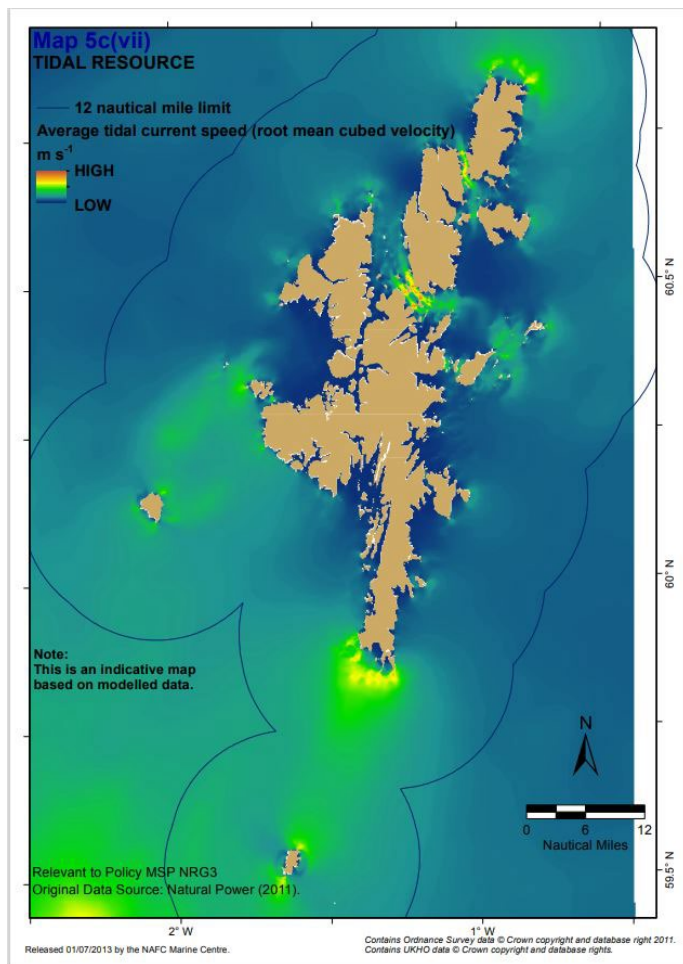 Map 5c(vii)
TIDAL RESOURCE
12 nautical mile limit
Average tidal current speed (root mean cubed velocity)
m s⁻¹
HIGH
LOW
60.5° N
60° N
Note:
This is an indicative map
based on modelled data.
N
0 6 12
Nautical Miles
59.5° N
Relevant to Policy MSP NRG3
Original Data Source: Natural Power (2011).
2° W
1° W
Released 01/07/2013 by the NAFC Marine Centre.
Contains Ordnance Survey data © Crown copyright and database right 2011.
Contains UKHO data © Crown copyright and database rights.